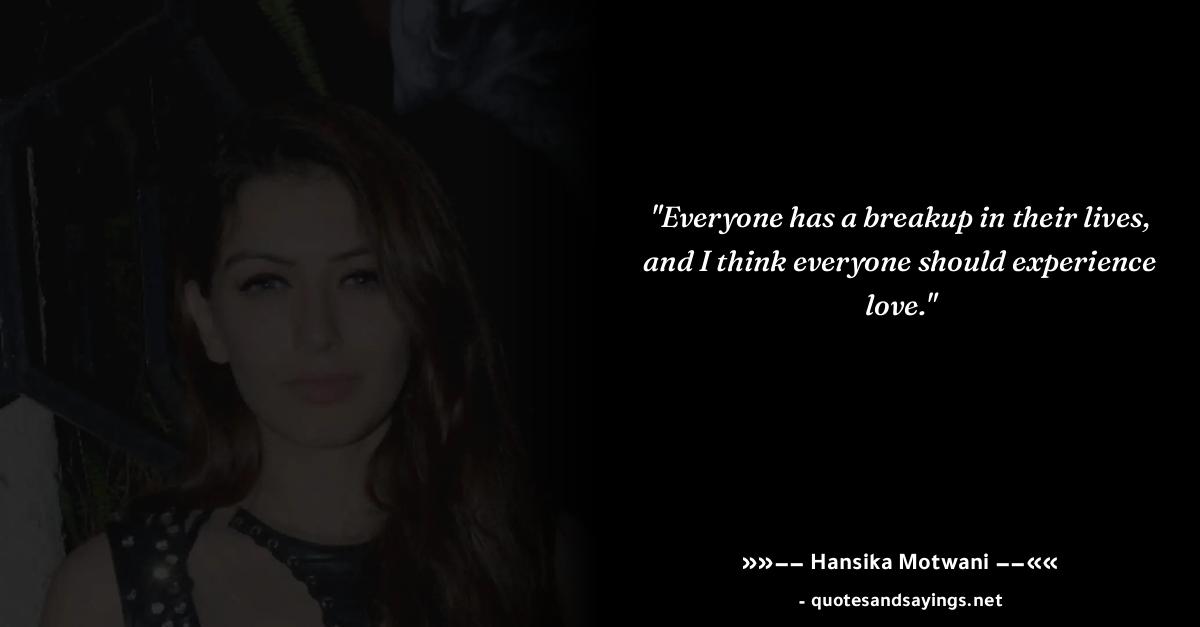 "Everyone has a breakup in their lives,
and I think everyone should experience
love."
»»−− Hansika Motwani −−««
- quotesandsayings.net